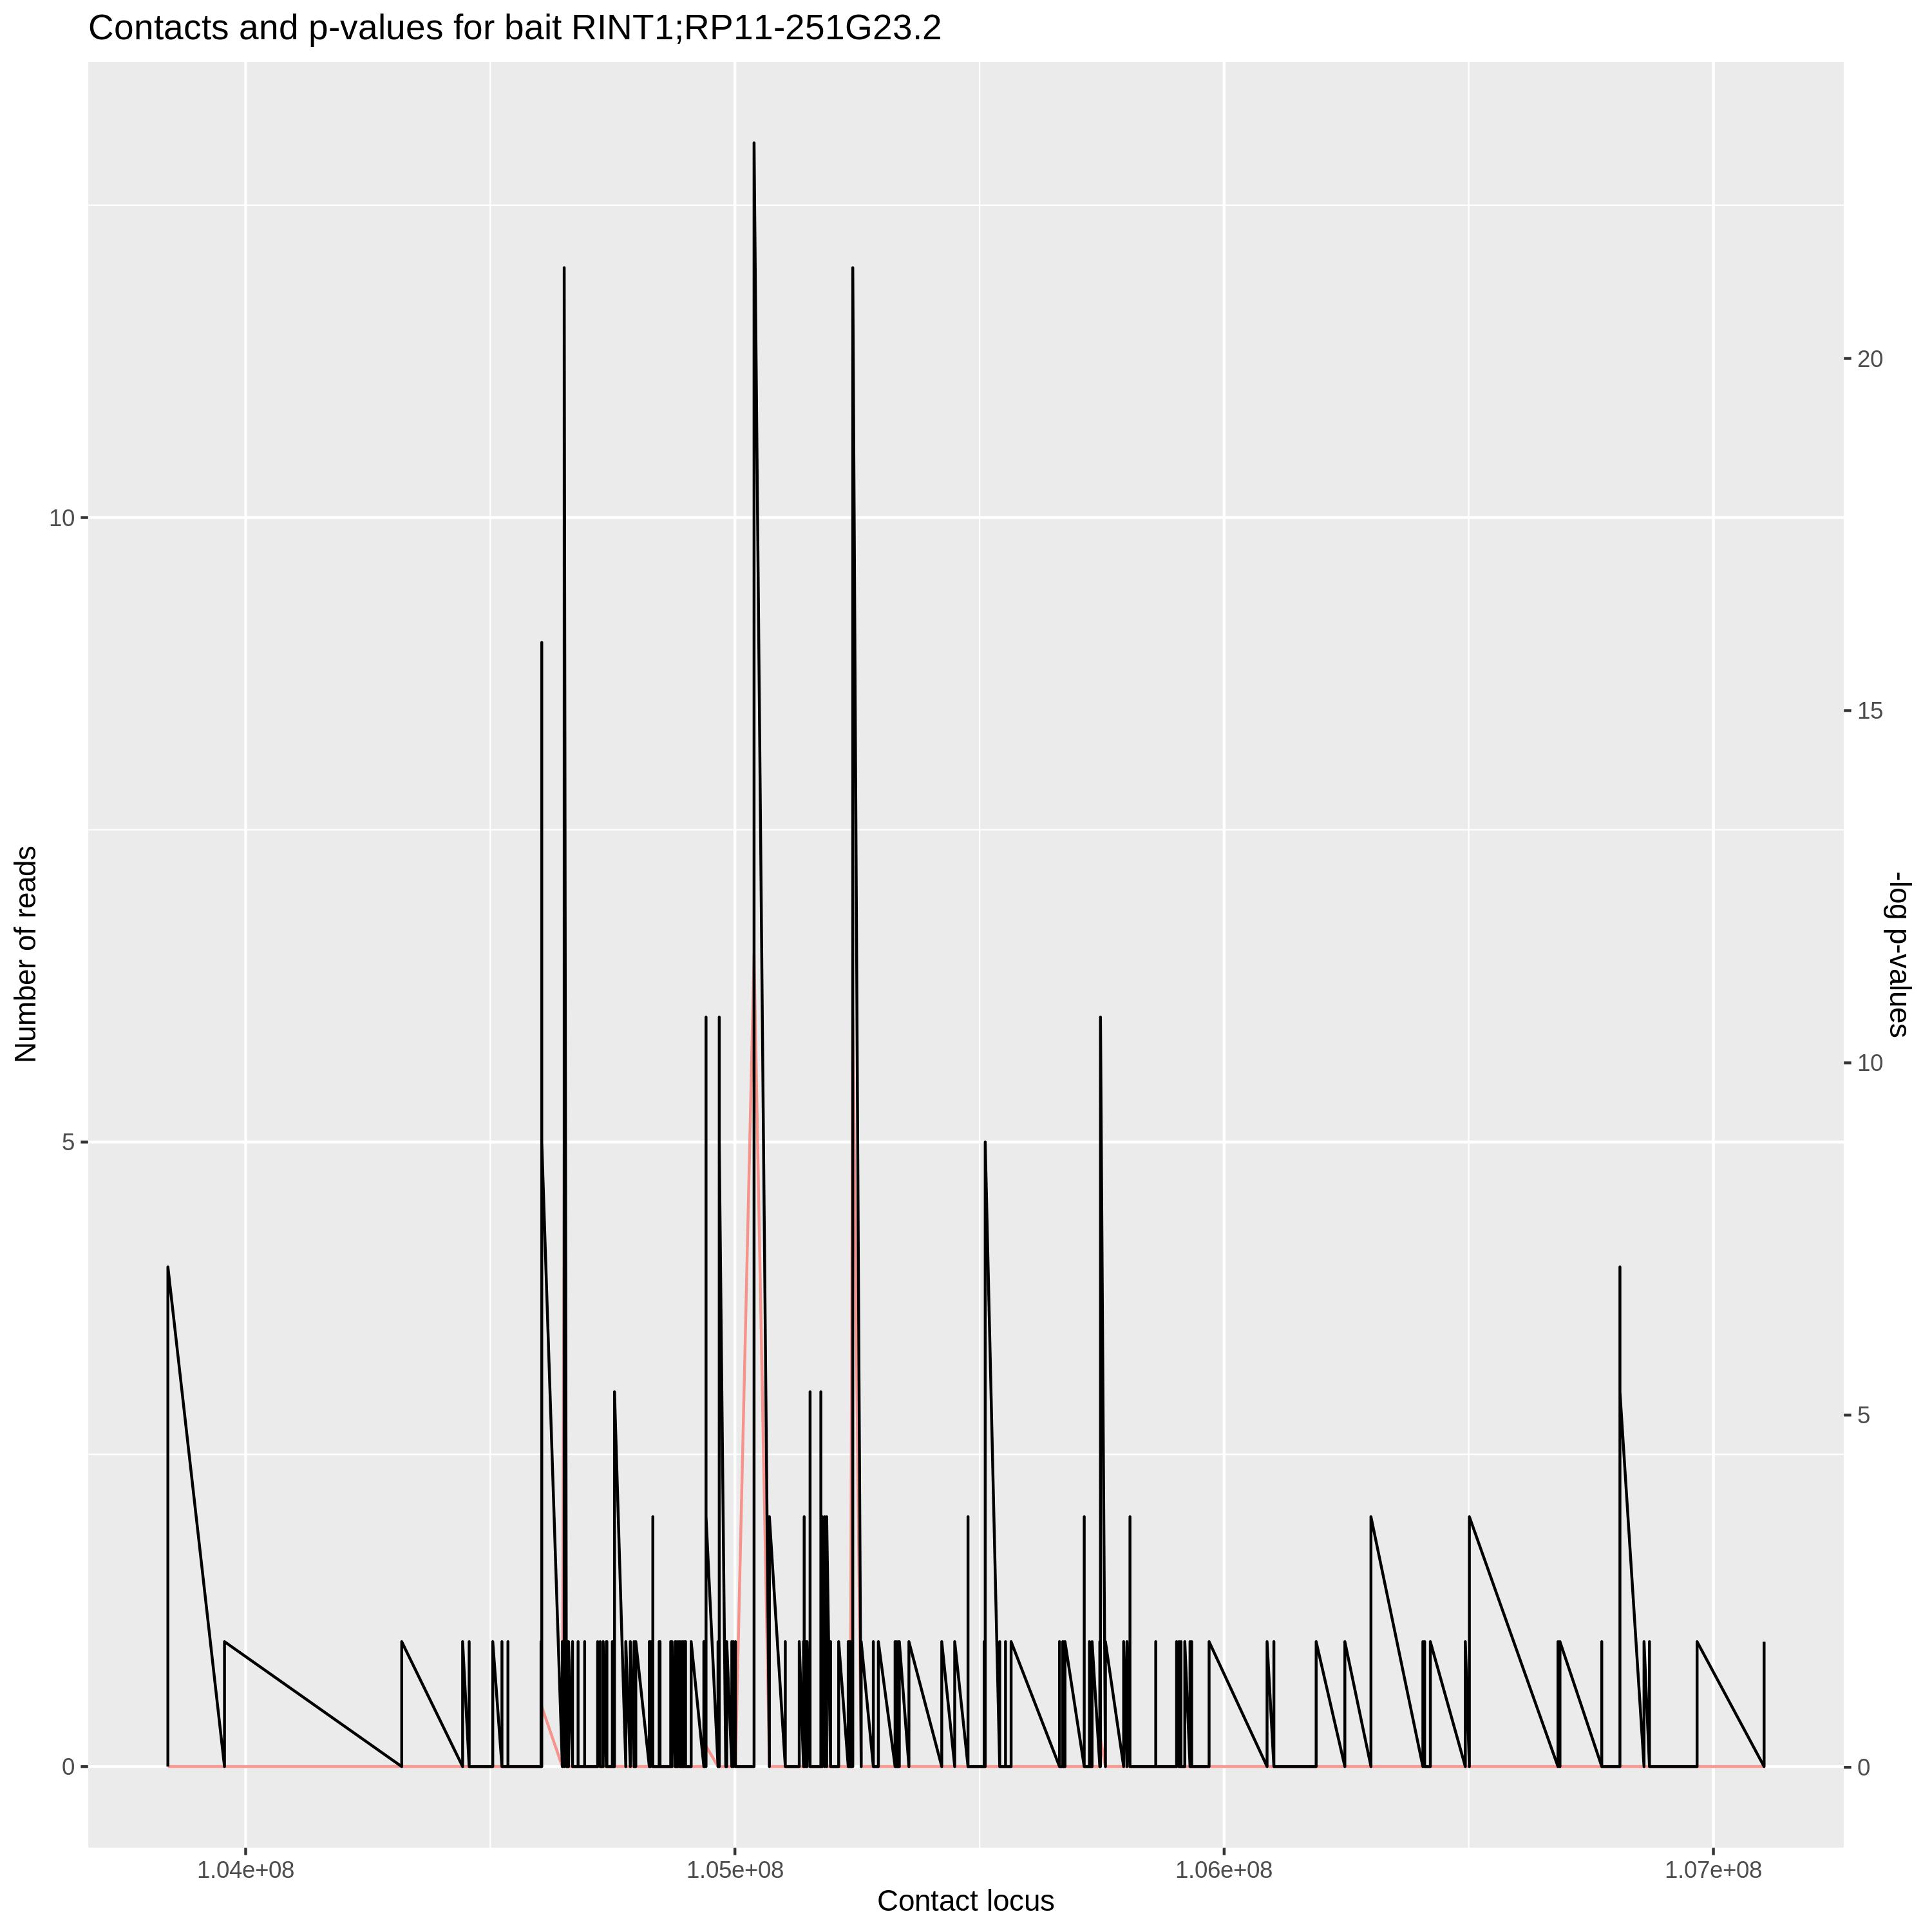 Contacts and p-values for bait RINT1;RP11-251G23.2
Number of reads
10
5
0
-log p-values
20
15
10
5
0
1.04e+08
1.05e+08
1.06e+08
1.07e+08
Contact locus